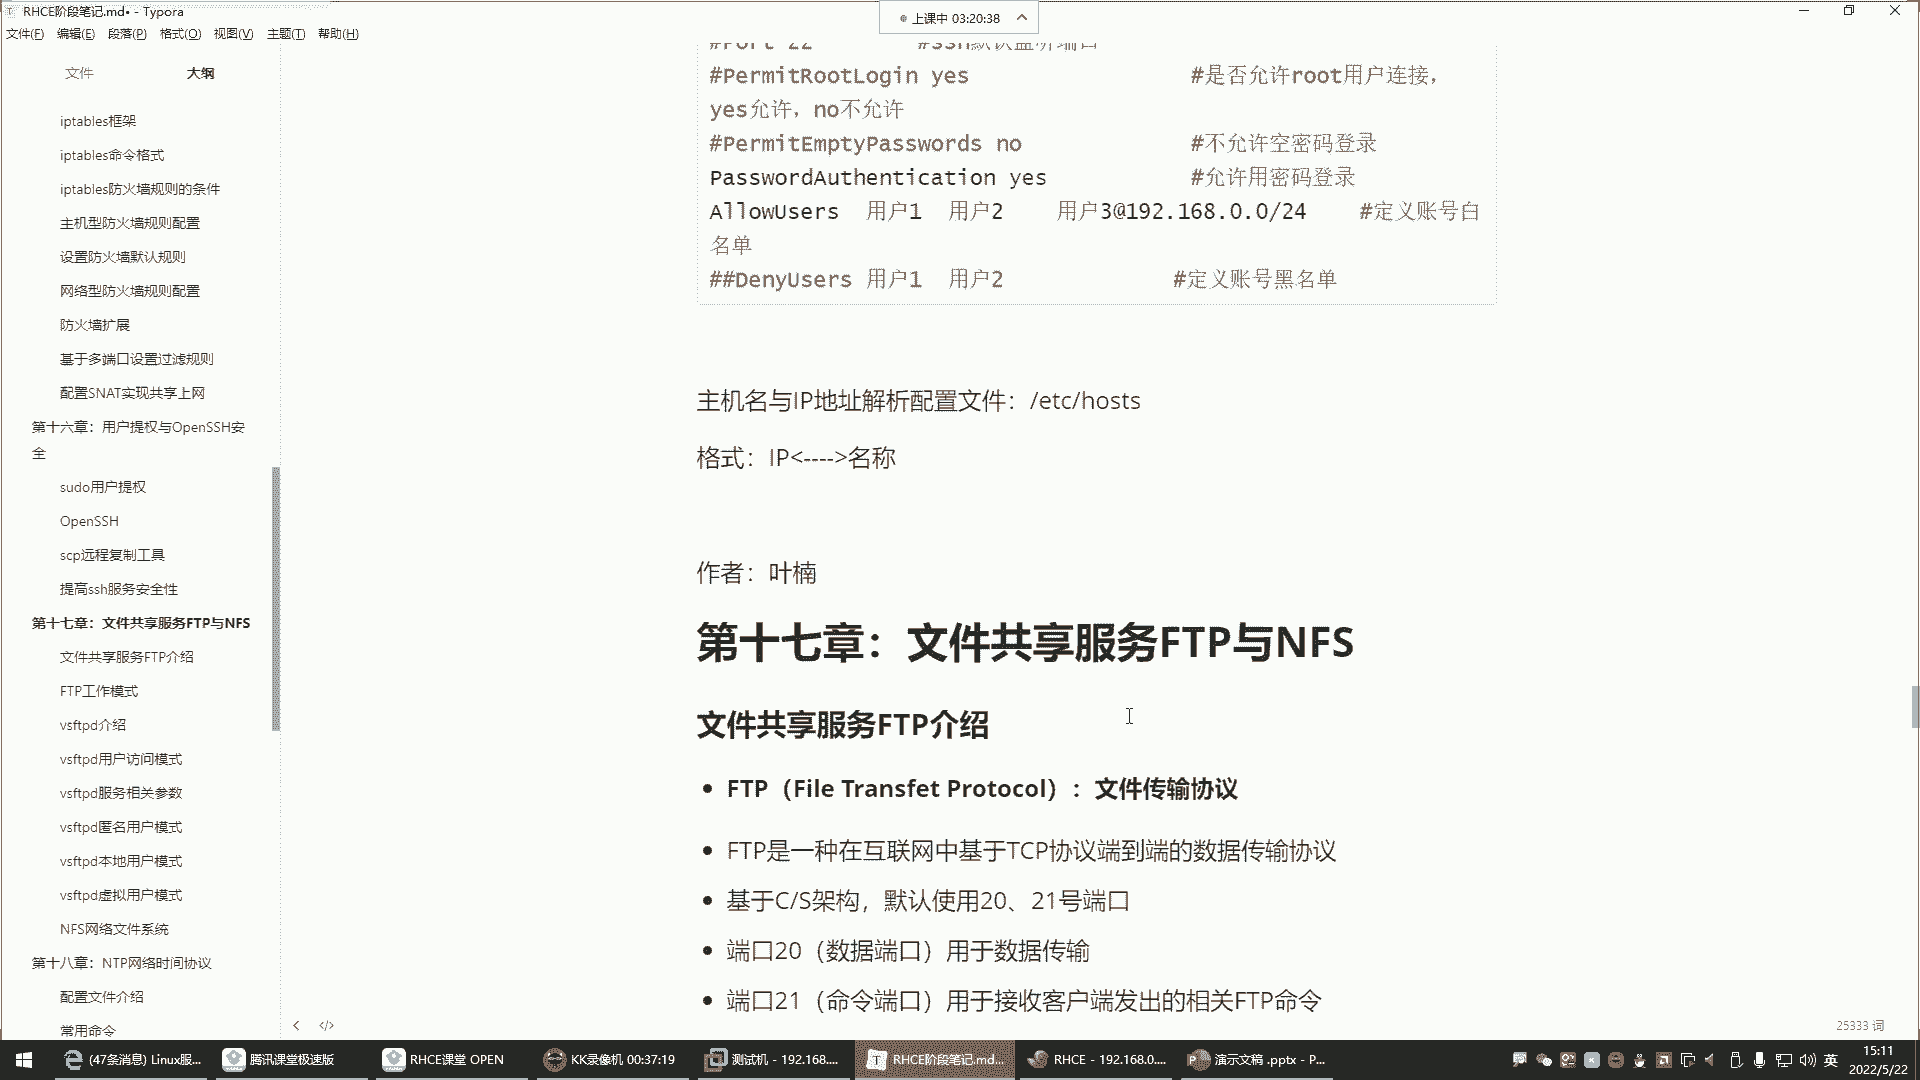 RHCE阶段笔记.md• - Typora
上课中 03:20:38
文件(F) 编辑(E) 段落(P) 格式(O) 视图(V) 主题(T) 帮助(H)
文件 大纲
iptables框架
iptables命令格式
iptables防火墙规则的条件
主机型防火墙规则配置
设置防火墙默认规则
网络型防火墙规则配置
防火墙扩展
基于多端口设置过滤规则
配置SNAT实现共享上网
第十六章：用户提权与OpenSSH安
全
sudo用户提权
OpenSSH
scp远程复制工具
提高ssh服务安全性
第十七章：文件共享服务FTP与NFS
文件共享服务FTP介绍
FTP工作模式
vsftpd介绍
vsftpd用户访问模式
vsftpd服务相关参数
vsftpd匿名用户模式
vsftpd本地用户模式
vsftpd虚拟用户模式
NFS网络文件系统
第十八章：NTP网络时间协议
配置文件介绍
常用命令
#Port 22 #ssh默认监听端口
#PermitRootLogin yes #是否允许root用户连接，
yes允许，no不允许
#PermitEmptyPasswords no #不允许空密码登录
PasswordAuthentication yes #允许用密码登录
AllowUsers 用户1 用户2 用户3@192.168.0.0/24 #定义账号白
名单
##DenyUsers 用户1 用户2 #定义账号黑名单
主机名与IP地址解析配置文件：/etc/hosts
格式：IP<---->名称
作者：叶楠
第十七章：文件共享服务FTP与NFS
文件共享服务FTP介绍
• FTP（File Transfet Protocol）：文件传输协议
• FTP是一种在互联网中基于TCP协议端到端的数据传输协议
• 基于C/S架构，默认使用20、21号端口
• 端口20（数据端口）用于数据传输
• 端口21（命令端口）用于接收客户端发出的相关FTP命令
< </>
25333 词
(47条消息) Linux服...
腾讯课堂极速版
RHCE课堂 OPEN
KK录像机 00:37:19
测试机 - 192.168....
RHCE阶段笔记.md...
RHCE - 192.168.0....
演示文稿 .pptx - P...
英
15:11
2022/5/22